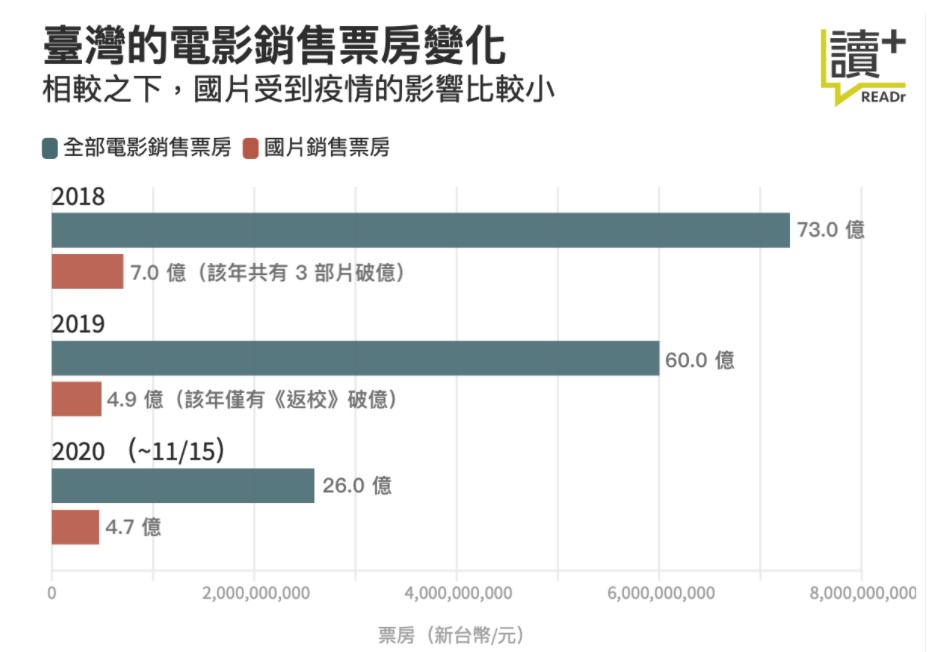 臺灣的電影銷售票房變化
相較之下，國片受到疫情的影響比較小
讀+
READr
全部電影銷售票房 國片銷售票房
2018
73.0 億
7.0 億（該年共有 3 部片破億）
2019
60.0 億
4.9 億（該年僅有《返校》破億）
2020 （~11/15）
26.0 億
4.7 億
0 2,000,000,000 4,000,000,000 6,000,000,000 8,000,000,000
票房（新台幣/元）